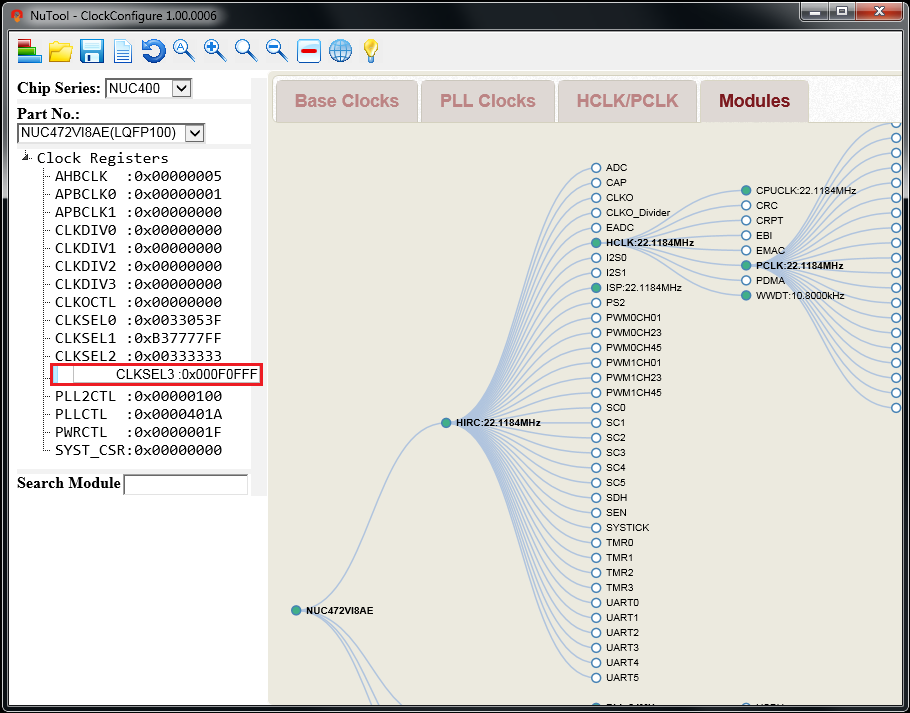 NuTool - ClockConfigure 1.00.0006
Chip Series: NUC400
Part No.:
NUC472VI8AE(LQFP100)
Clock Registers
AHBCLK :0x00000005
APBCLK0 :0x00000001
APBCLK1 :0x00000000
CLKDIV0 :0x00000000
CLKDIV1 :0x00000000
CLKDIV2 :0x00000000
CLKDIV3 :0x00000000
CLKOCTL :0x00000000
CLKSEL0 :0x0033053F
CLKSEL1 :0xB37777FF
CLKSEL2 :0x00333333
CLKSEL3 :0x000F0FFF
PLL2CTL :0x00000100
PLLCTL :0x0000401A
PWRCTL :0x0000001F
SYST_CSR:0x00000000
Search Module
Base Clocks
PLL Clocks
HCLK/PCLK
Modules
NUC472VI8AE
HIRC:22.1184MHz
ADC
CAP
CLKO
CLKO_Divider
EADC
HCLK:22.1184MHz
I2S0
I2S1
ISP:22.1184MHz
PS2
PWM0CH01
PWM0CH23
PWM0CH45
PWM1CH01
PWM1CH23
PWM1CH45
SC0
SC1
SC2
SC3
SC4
SC5
SDH
SEN
SYSTICK
TMR0
TMR1
TMR2
TMR3
UART0
UART1
UART2
UART3
UART4
UART5
CPUCLK:22.1184MHz
CRC
CRPT
EBI
EMAC
PCLK:22.1184MHz
PDMA
WWDT:10.8000kHz